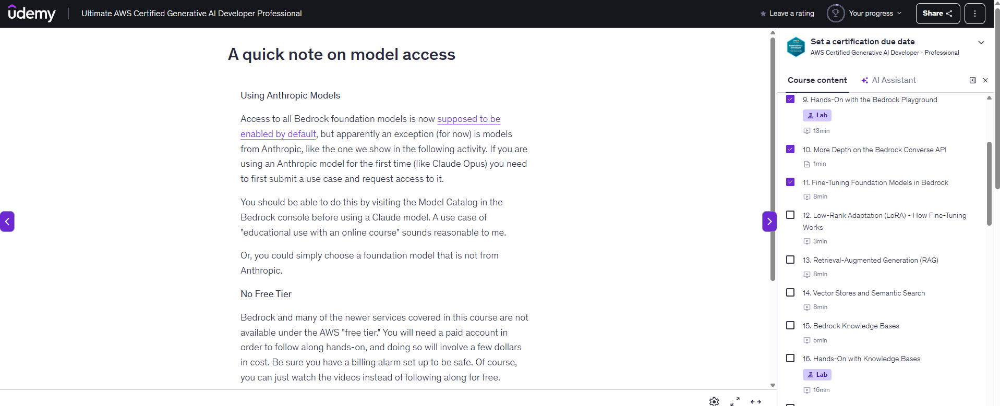 udemy
Ultimate AWS Certified Generative AI Developer Professional
Leave a rating
Your progress
Share
A quick note on model access
Using Anthropic Models
Access to all Bedrock foundation models is now supposed to be
enabled by default, but apparently an exception (for now) is models
from Anthropic, like the one we show in the following activity. If you are
using an Anthropic model for the first time (like Claude Opus) you need
to first submit a use case and request access to it.
You should be able to do this by visiting the Model Catalog in the
Bedrock console before using a Claude model. A use case of
"educational use with an online course" sounds reasonable to me.
Or, you could simply choose a foundation model that is not from
Anthropic.
No Free Tier
Bedrock and many of the newer services covered in this course are not
available under the AWS "free tier." You will need a paid account in
order to follow along hands-on, and doing so will involve a few dollars
in cost. Be sure you have a billing alarm set up to be safe. Of course,
you can just watch the videos instead of following along for free.
Set a certification due date
AWS Certified Generative AI Developer - Professional
Course content
AI Assistant
9. Hands-On with the Bedrock Playground
Lab
13min
10. More Depth on the Bedrock Converse API
1min
11. Fine-Tuning Foundation Models in Bedrock
8min
12. Low-Rank Adaptation (LoRA) - How Fine-Tuning
Works
3min
13. Retrieval-Augmented Generation (RAG)
8min
14. Vector Stores and Semantic Search
8min
15. Bedrock Knowledge Bases
5min
16. Hands-On with Knowledge Bases
Lab
16min